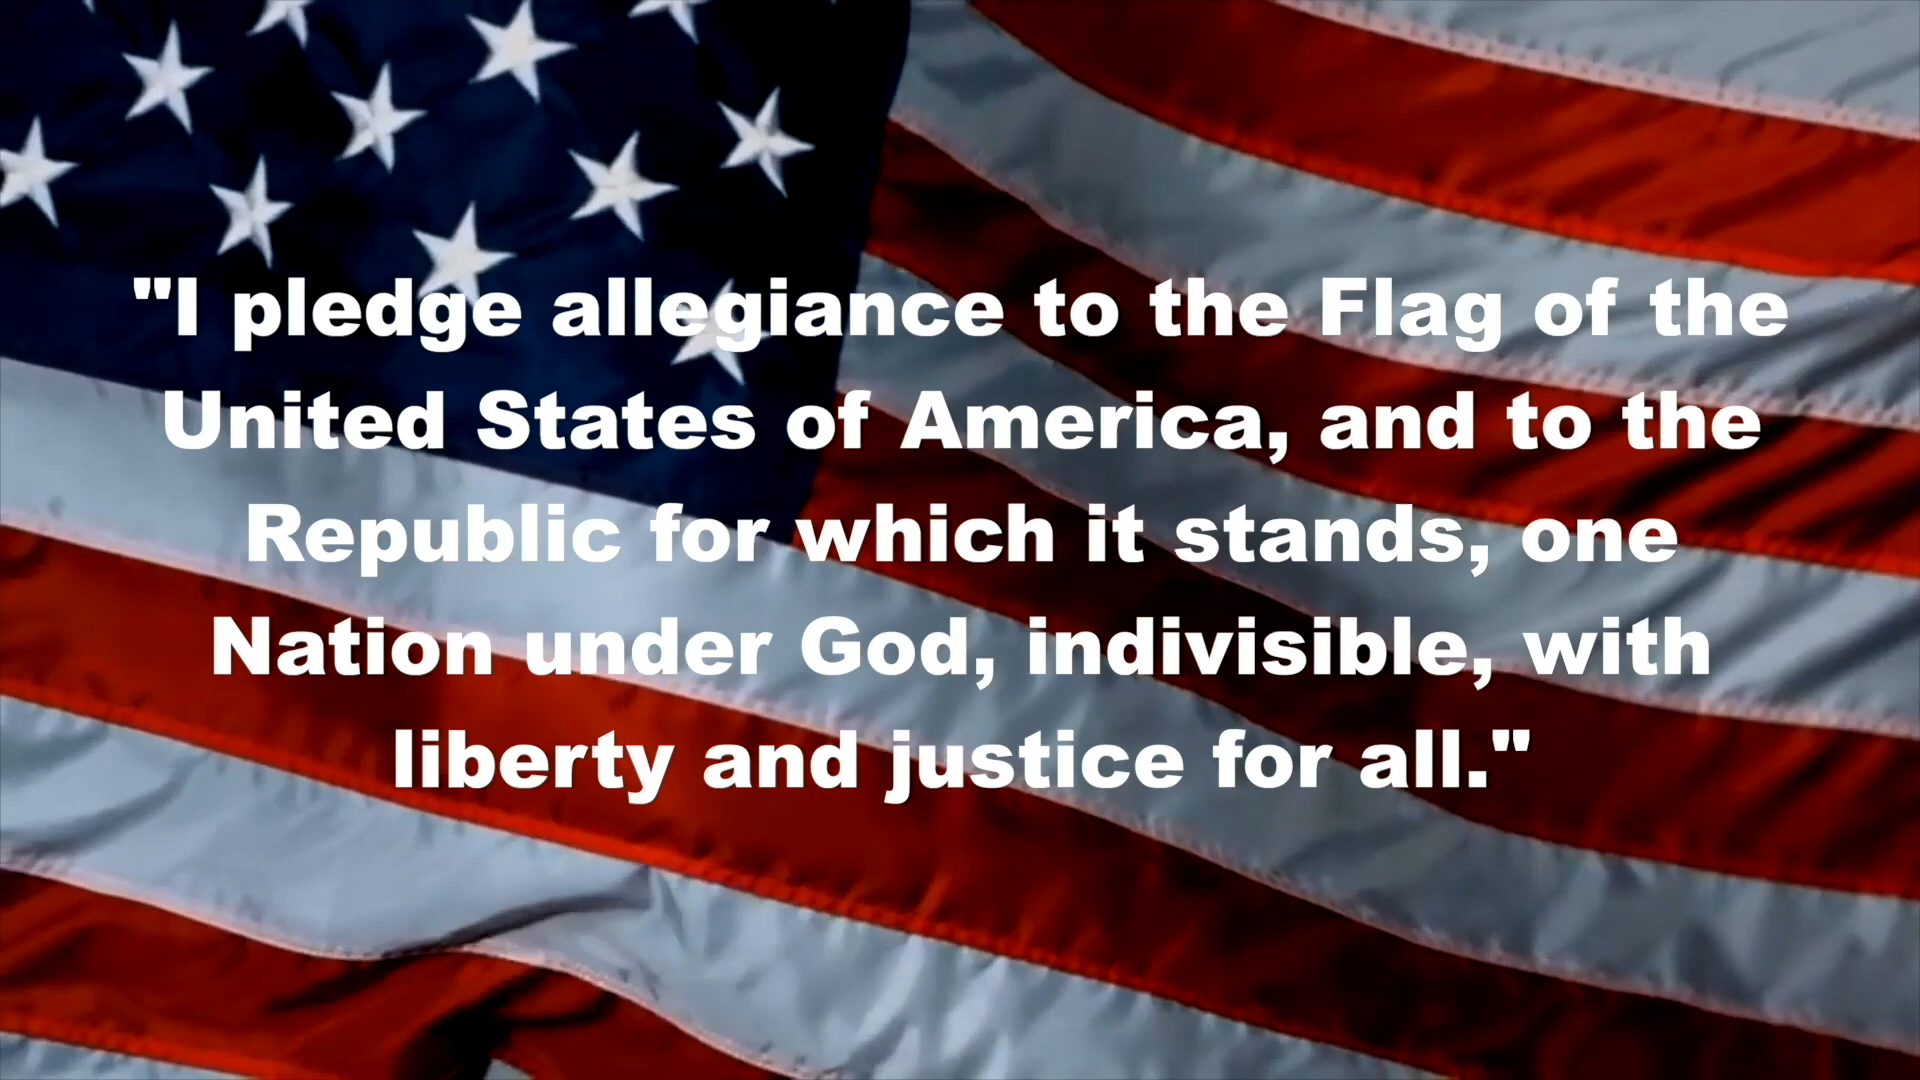 "I pledge allegiance to the Flag of the
United States of America, and to the
Republic for which it stands, one
Nation under God, indivisible, with
liberty and justice for all."